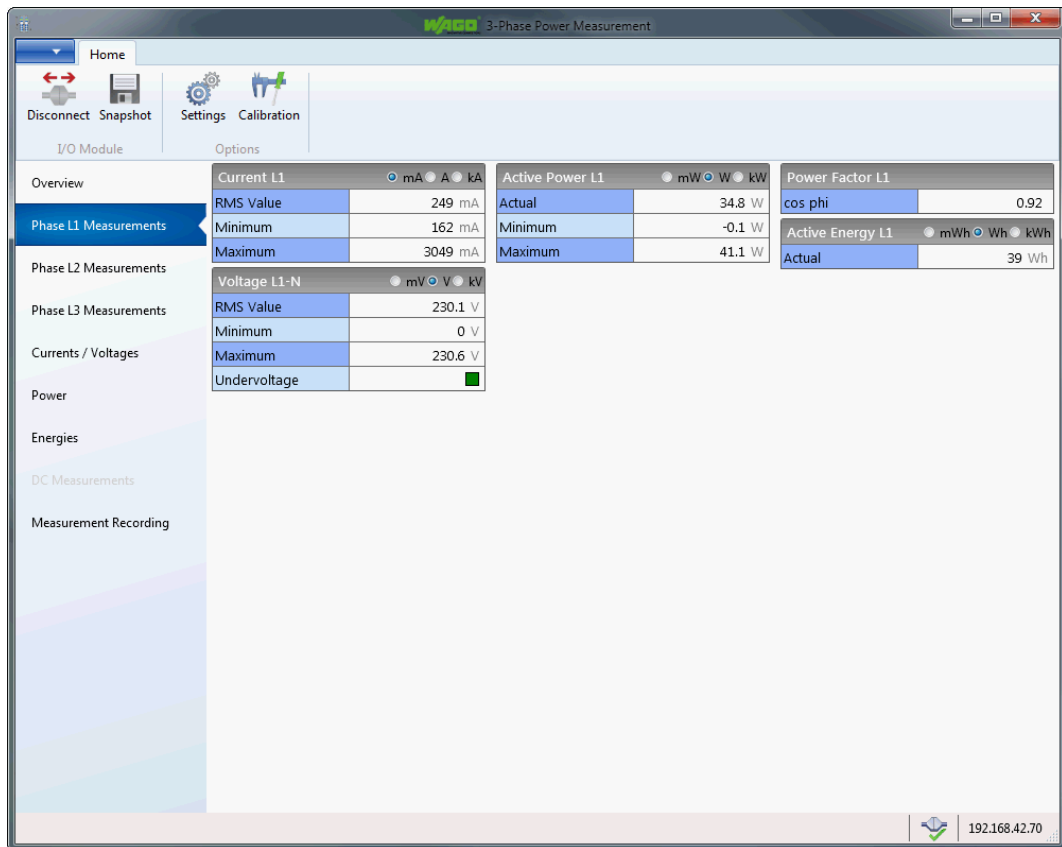 WAGO 3-Phase Power Measurement
Home
Disconnect Snapshot Settings Calibration
I/O Module Options
Overview
Phase L1 Measurements
Phase L2 Measurements
Phase L3 Measurements
Currents / Voltages
Power
Energies
DC Measurements
Measurement Recording
Current L1 mA A kA
RMS Value 249 mA
Minimum 162 mA
Maximum 3049 mA
Voltage L1-N mV V kV
RMS Value 230.1 V
Minimum 0 V
Maximum 230.6 V
Undervoltage
Active Power L1 mW W kW
Actual 34.8 W
Minimum -0.1 W
Maximum 41.1 W
Power Factor L1
cos phi 0.92
Active Energy L1 mWh Wh kWh
Actual 39 Wh
192.168.42.70